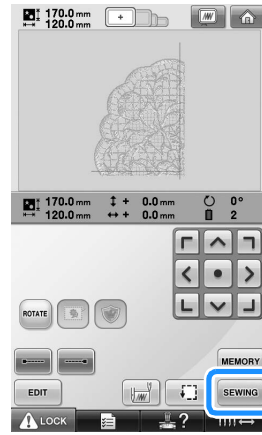 170.0 mm
120.0 mm
170.0 mm + 0.0 mm 0°
120.0 mm + 0.0 mm 2
ROTATE
MEMORY
EDIT
SEWING
LOCK
?